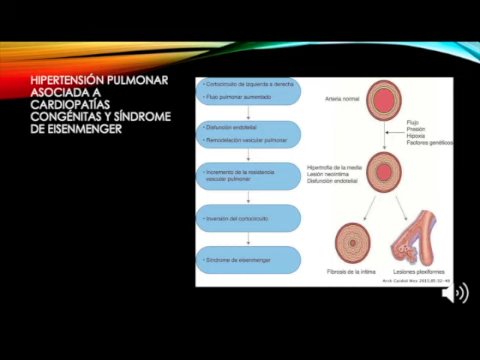 HIPERTENSIÓN PULMONAR
ASOCIADA A
CARDIOPATÍAS
CONGÉNITAS Y SÍNDROME
DE EISENMENGER
• Cortocircuito de izquierda a derecha
• Flujo pulmonar aumentado
• Disfunción endotelial
• Remodelación vascular pulmonar
• Incremento de la resistencia
vascular pulmonar
• Inversión del cortocircuito
• Síndrome de eisenmenger
Arteria normal
Flujo
Presión
Hipoxia
Factores genéticos
Hipertrofia de la media
Lesión neoíntima
Disfunción endotelial
Fibrosis de la íntima
Lesiones plexiformes